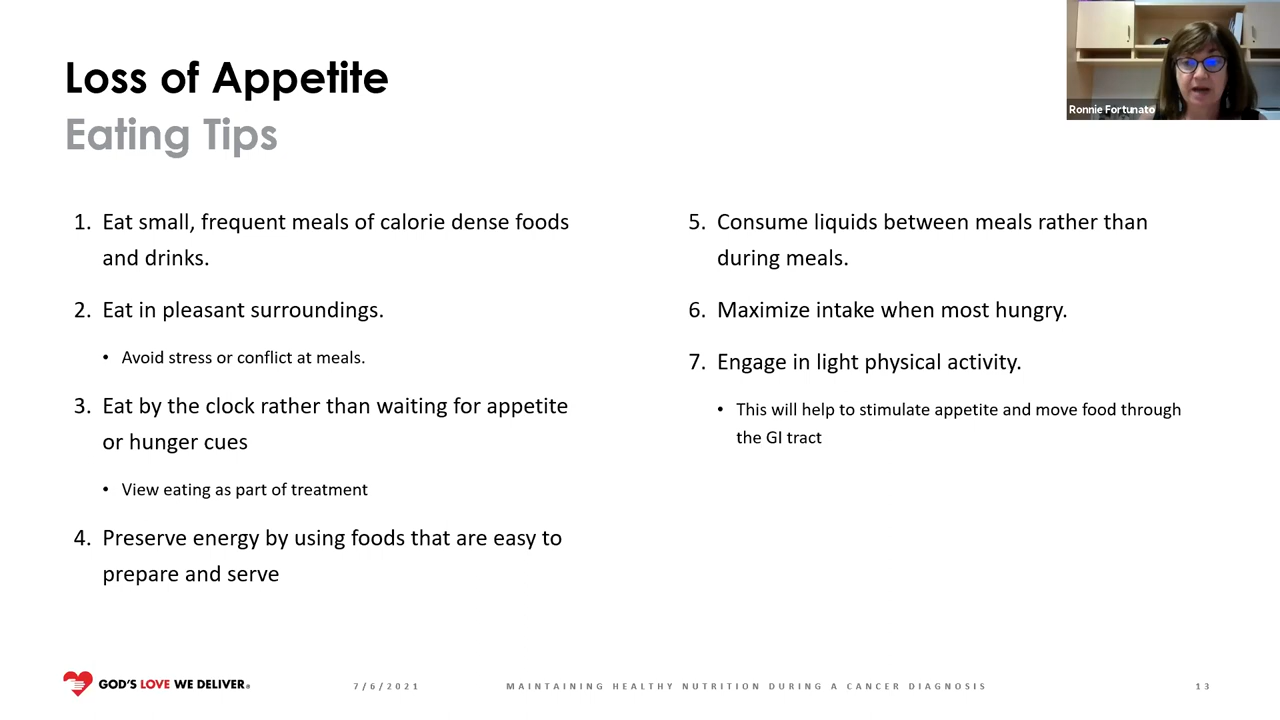 Loss of Appetite
Eating Tips
Ronnie Fortunato
1. Eat small, frequent meals of calorie dense foods
and drinks.
2. Eat in pleasant surroundings.
• Avoid stress or conflict at meals.
3. Eat by the clock rather than waiting for appetite
or hunger cues
• View eating as part of treatment
4. Preserve energy by using foods that are easy to
prepare and serve
5. Consume liquids between meals rather than
during meals.
6. Maximize intake when most hungry.
7. Engage in light physical activity.
• This will help to stimulate appetite and move food through
the GI tract
GOD'S LOVE WE DELIVER®
7/6/2021
MAINTAINING HEALTHY NUTRITION DURING A CANCER DIAGNOSIS
13